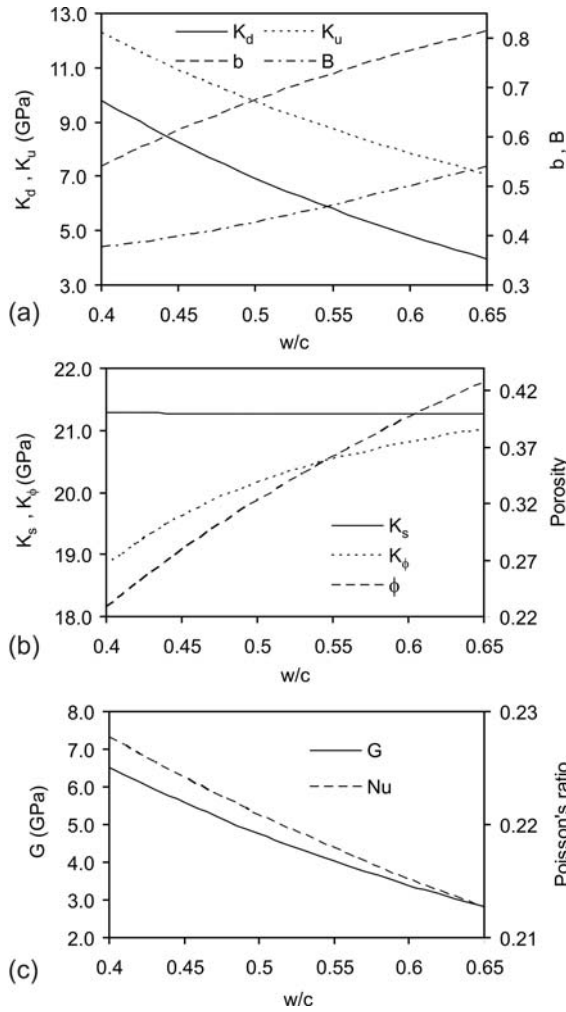 K_d K_u
b B
13.0
11.0
9.0
7.0
5.0
3.0
K_d , K_u (GPa)
0.8
0.7
0.6
0.5
0.4
0.3
b , B
0.4 0.45 0.5 0.55 0.6 0.65
w/c
(a)
22.0
21.0
20.0
19.0
18.0
K_s , K_ϕ (GPa)
0.42
0.37
0.32
0.27
0.22
Porosity
K_s
K_ϕ
ϕ
0.4 0.45 0.5 0.55 0.6 0.65
w/c
(b)
8.0
7.0
6.0
5.0
4.0
3.0
2.0
G (GPa)
0.23
0.22
0.21
Poisson's ratio
G
Nu
0.4 0.45 0.5 0.55 0.6 0.65
w/c
(c)